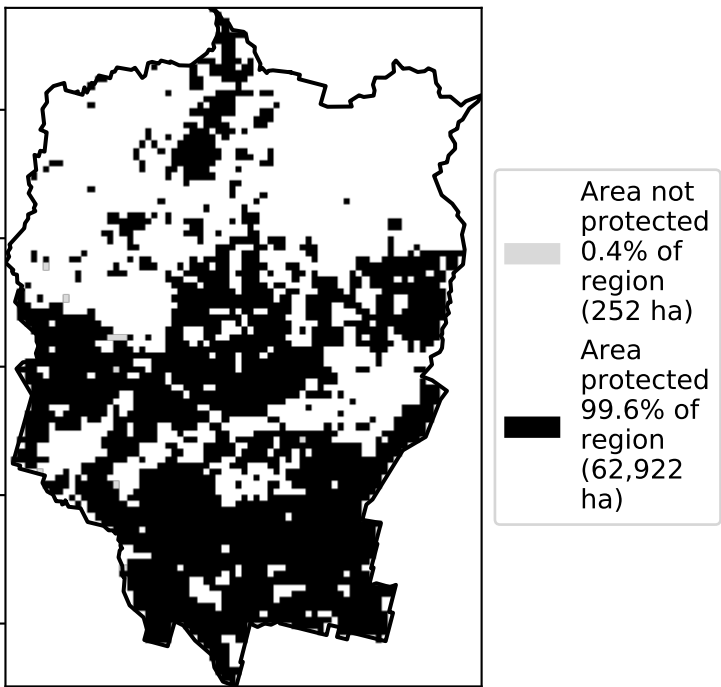 Area not
protected
0.4% of
region
(252 ha)
Area
protected
99.6% of
region
(62,922
ha)